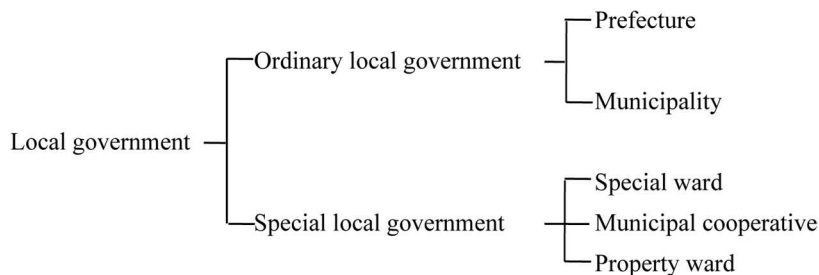 Prefecture
Ordinary local government
Municipality
Local government
Special ward
Special local government
Municipal cooperative
Property ward